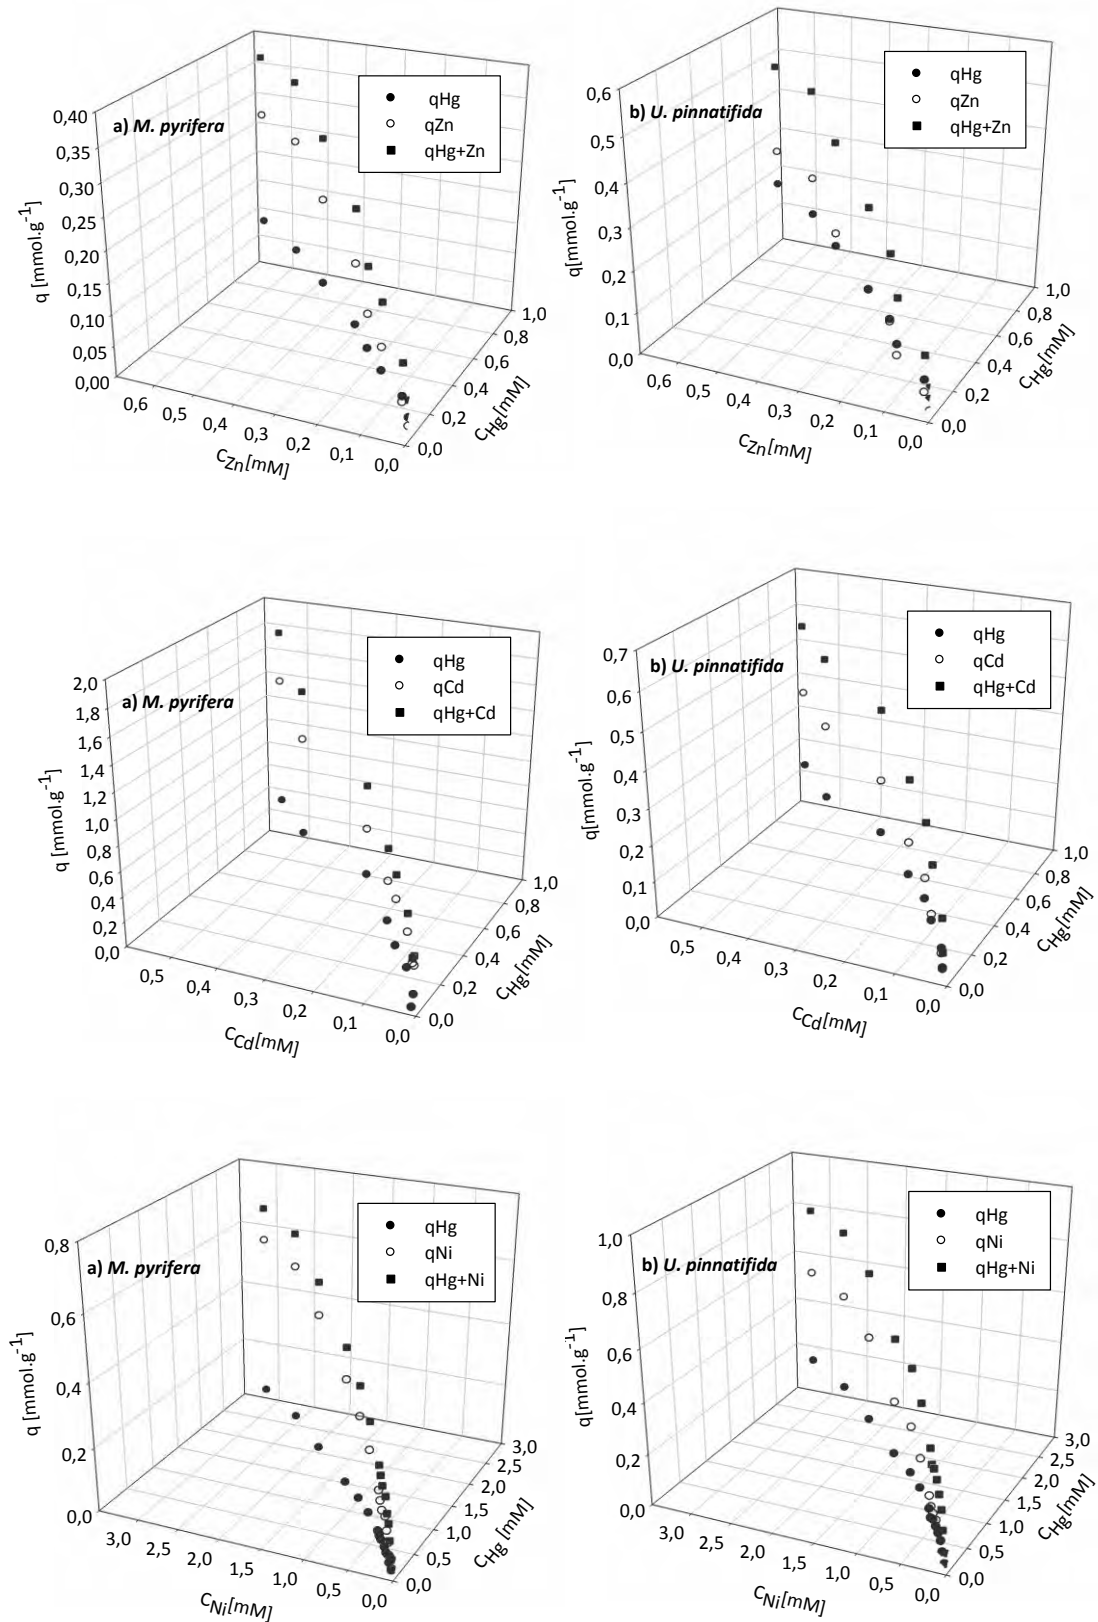 a) M. pyrifera
qHg
qZn
qHg+Zn
q [mmol.g-1]
0,40
0,35
0,30
0,25
0,20
0,15
0,10
0,05
0,00
0,6
0,5
0,4
0,3
0,2
0,1
0,0
CZn[mM]
0,0
0,2
0,4
0,6
0,8
1,0
CHg[mM]
b) U. pinnatifida
qHg
qZn
qHg+Zn
q[mmol.g-1]
0,6
0,5
0,4
0,3
0,2
0,1
0,0
0,6
0,5
0,4
0,3
0,2
0,1
0,0
CZn[mM]
0,0
0,2
0,4
0,6
0,8
1,0
CHg[mM]
a) M. pyrifera
qHg
qCd
qHg+Cd
q [mmol.g-1]
2,0
1,8
1,6
1,4
1,2
1,0
0,8
0,6
0,4
0,2
0,0
0,5
0,4
0,3
0,2
0,1
0,0
CCd[mM]
0,0
0,2
0,4
0,6
0,8
1,0
CHg[mM]
b) U. pinnatifida
qHg
qCd
qHg+Cd
q[mmol.g-1]
0,7
0,6
0,5
0,4
0,3
0,2
0,1
0,0
0,5
0,4
0,3
0,2
0,1
0,0
CCd[mM]
0,0
0,2
0,4
0,6
0,8
1,0
CHg[mM]
a) M. pyrifera
qHg
qNi
qHg+Ni
q [mmol.g-1]
0,8
0,6
0,4
0,2
0,0
3,0
2,5
2,0
1,5
1,0
0,5
0,0
CNi[mM]
0,0
0,5
1,0
1,5
2,0
2,5
3,0
CHg [mM]
b) U. pinnatifida
qHg
qNi
qHg+Ni
q[mmol.g-1]
1,0
0,8
0,6
0,4
0,2
0,0
3,0
2,5
2,0
1,5
1,0
0,5
0,0
CNi[mM]
0,0
0,5
1,0
1,5
2,0
2,5
3,0
CHg [mM]